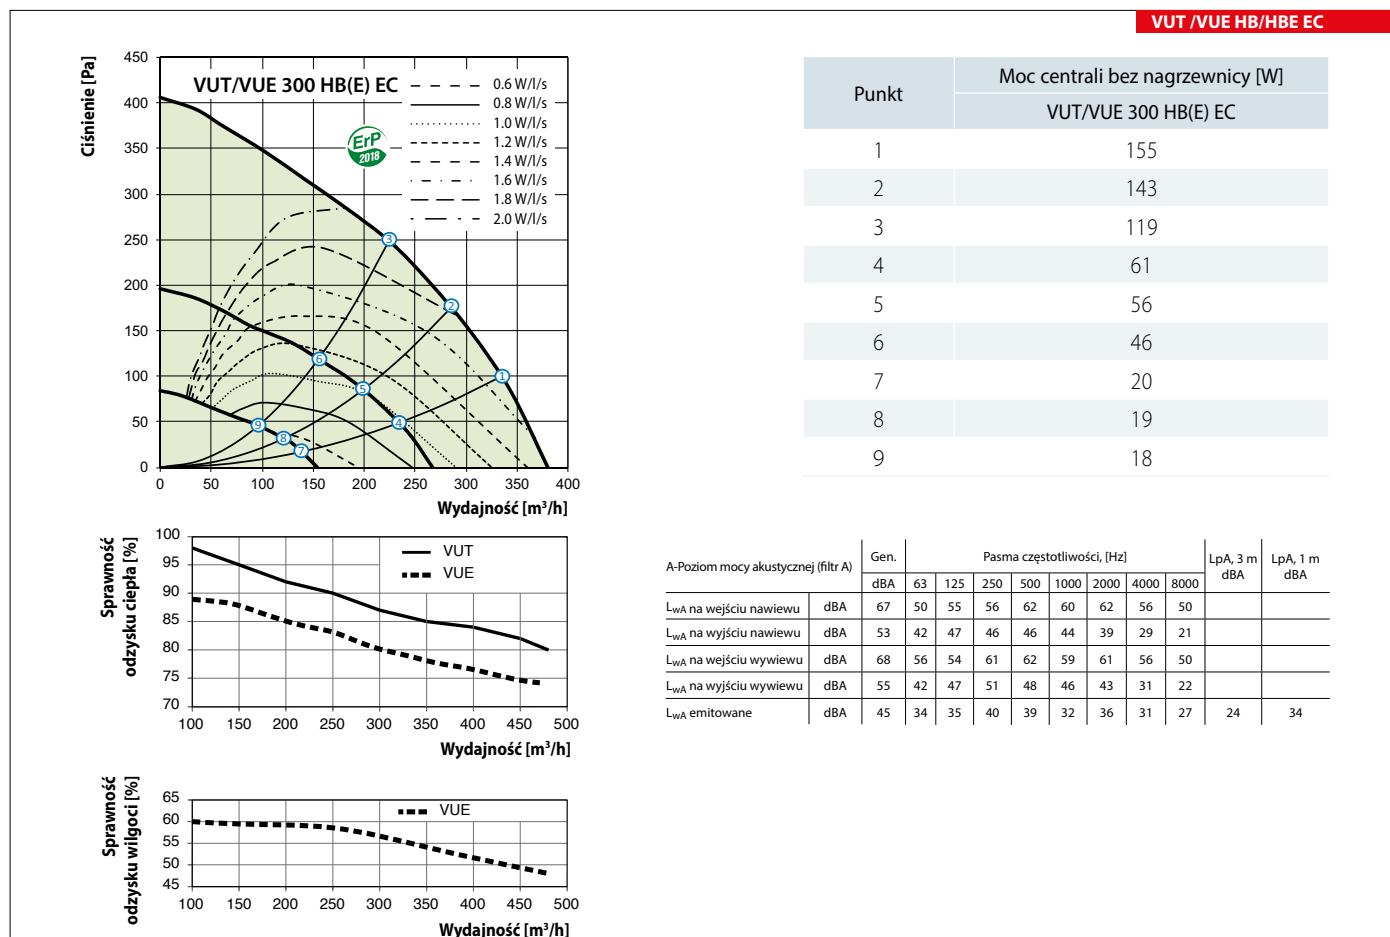 VUT /VUE HB/HBE EC
Ciśnienie [Pa]
450
400
350
300
250
200
150
100
50
0
VUT/VUE 300 HB(E) EC
0.6 W/l/s
0.8 W/l/s
1.0 W/l/s
1.2 W/l/s
1.4 W/l/s
1.6 W/l/s
1.8 W/l/s
2.0 W/l/s
ErP
2018
3
2
1
6
5
4
9
8
7
0 50 100 150 200 250 300 350 400
Wydajność [m³/h]
Punkt
Moc centrali bez nagrzewnicy [W]
VUT/VUE 300 HB(E) EC
1 155
2 143
3 119
4 61
5 56
6 46
7 20
8 19
9 18
Sprawność
odzysku ciepła [%]
100
95
90
85
80
75
70
VUT
VUE
100 150 200 250 300 350 400 450 500
Wydajność [m³/h]
A-Poziom mocy akustycznej (filtr A) Gen. Pasma częstotliwości, [Hz] LpA, 3 m dBA LpA, 1 m dBA
dBA 63 125 250 500 1000 2000 4000 8000
LwA na wejściu nawiewu dBA 67 50 55 56 62 60 62 56 50
LwA na wyjściu nawiewu dBA 53 42 47 46 46 44 39 29 21
LwA na wejściu wywiewu dBA 68 56 54 61 62 59 61 56 50
LwA na wyjściu wywiewu dBA 55 42 47 51 48 46 43 31 22
LwA emitowane dBA 45 34 35 40 39 32 36 31 27 24 34
Sprawność
odzysku wilgoci [%]
65
60
55
50
45
VUE
100 150 200 250 300 350 400 450 500
Wydajność [m³/h]